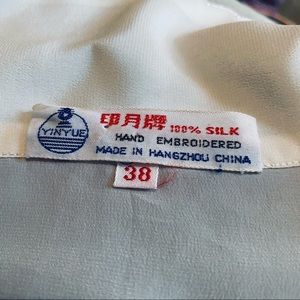 YINYUE
印月牌 100% SILK
HAND EMBROIDERED
MADE IN HANGZHOU CHINA
38